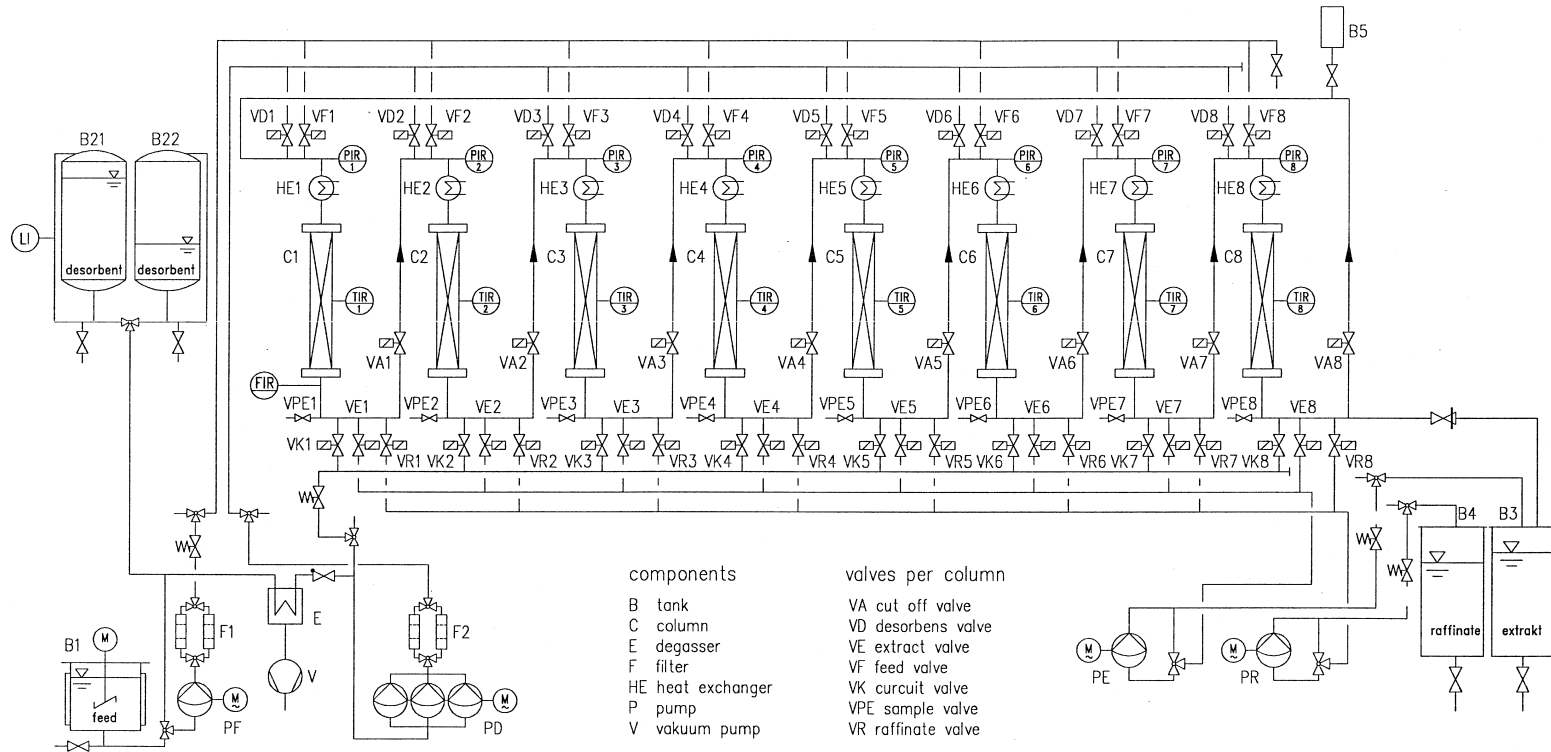 B5
VD1 VF1 VD2 VF2 VD3 VF3 VD4 VF4 VD5 VF5 VD6 VF6 VD7 VF7 VD8 VF8
B21 B22
PIR 1 PIR 2 PIR 3 PIR 4 PIR 5 PIR 6 PIR 7 PIR 8
HE1 HE2 HE3 HE4 HE5 HE6 HE7 HE8
LI
desorbent desorbent
C1 C2 C3 C4 C5 C6 C7 C8
TIR 1 TIR 2 TIR 3 TIR 4 TIR 5 TIR 6 TIR 7 TIR 8
VA1 VA2 VA3 VA4 VA5 VA6 VA7 VA8
FIR
VPE1 VE1 VPE2 VE2 VPE3 VE3 VPE4 VE4 VPE5 VE5 VPE6 VE6 VPE7 VE7 VPE8 VE8
VK1 VR1 VK2 VR2 VK3 VR3 VK4 VR4 VK5 VR5 VK6 VR6 VK7 VR7 VK8 VR8
B4 B3
raffinate extrakt
components
B tank
C column
E degasser
F filter
HE heat exchanger
P pump
V vakuum pump
valves per column
VA cut off valve
VD desorbens valve
VE extract valve
VF feed valve
VK curcuit valve
VPE sample valve
VR raffinate valve
E
F1 F2
B1 M
V
feed
M~ M~ M~ M~
PF PD PE PR